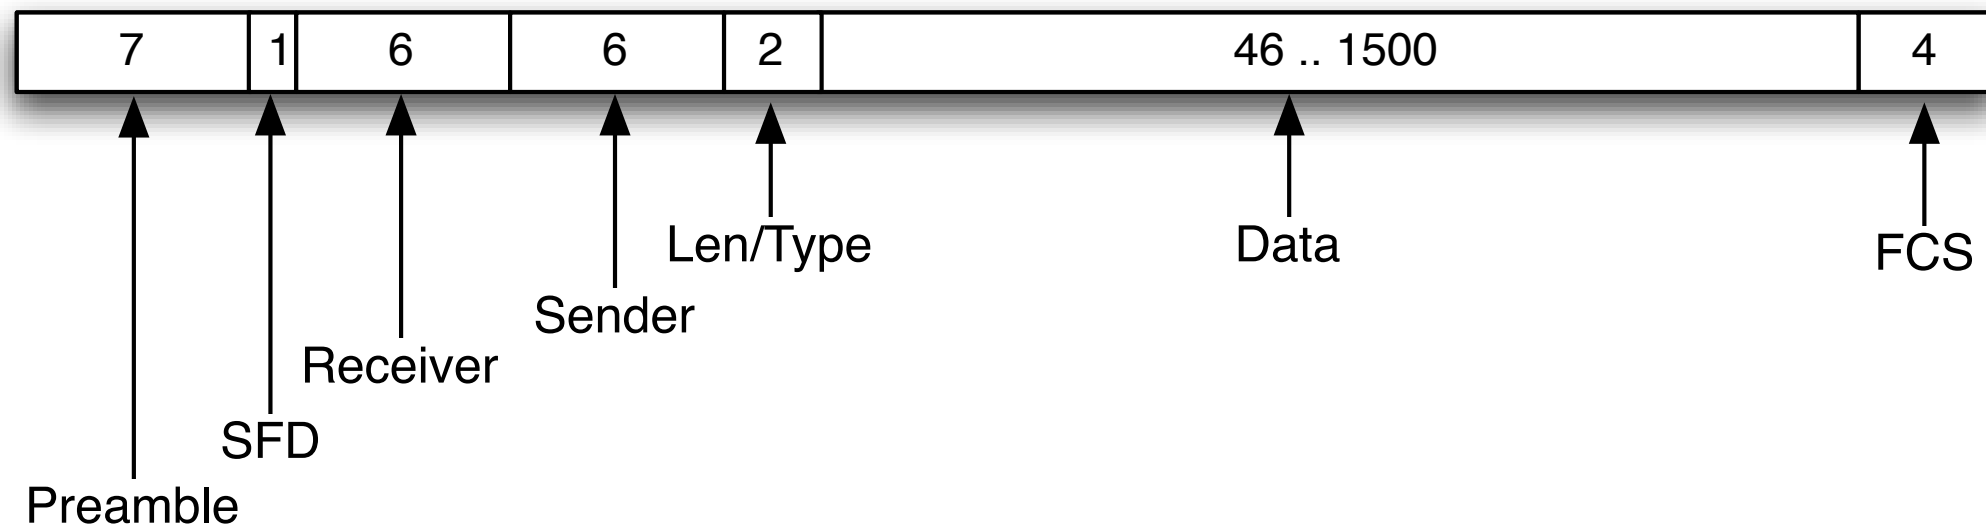 7 1 6 6 2 46 .. 1500 4
Len/Type
Data
FCS
Sender
Receiver
SFD
Preamble